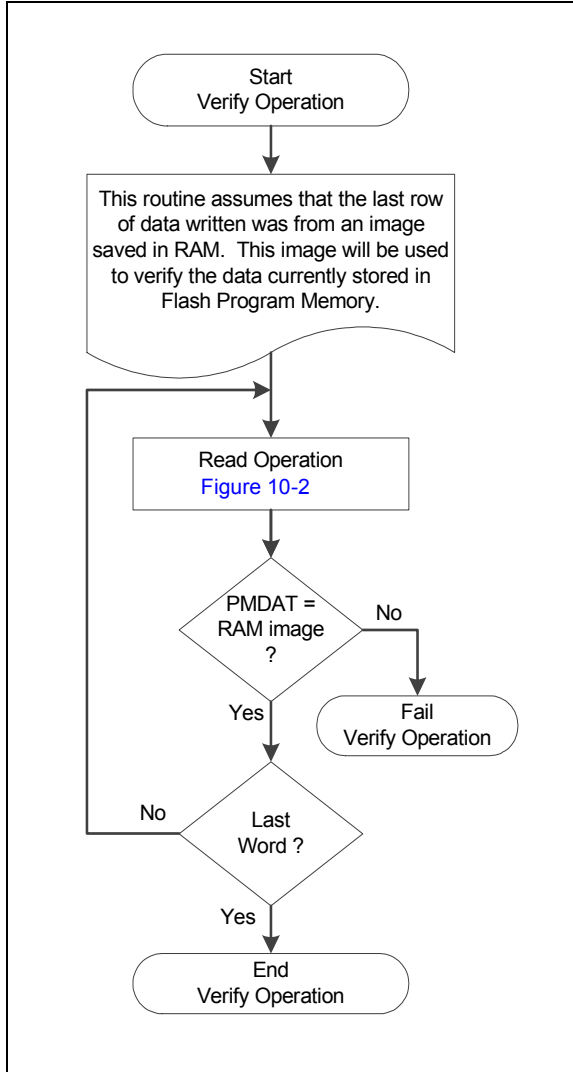 Start
Verify Operation
This routine assumes that the last row
of data written was from an image
saved in RAM. This image will be used
to verify the data currently stored in
Flash Program Memory.
Read Operation
Figure 10-2
PMDAT =
RAM image
?
No
Yes
Fail
Verify Operation
No
Last
Word ?
Yes
End
Verify Operation